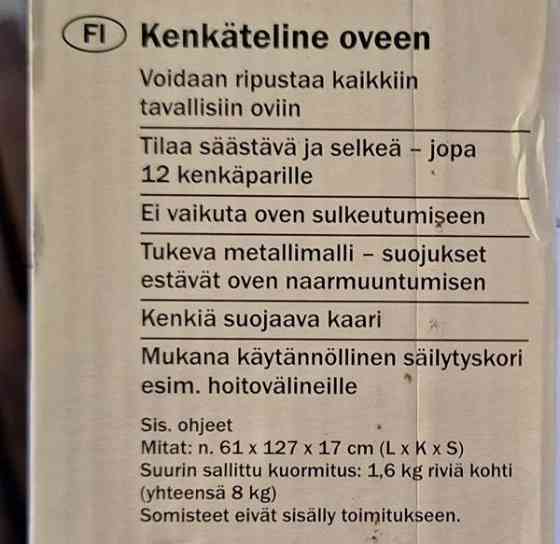 FI Kenkäteline oveen
Voidaan ripustaa kaikkiin
tavallisiin oviin
Tilaa säästävä ja selkeä – jopa
12 kenkäparille
Ei vaikuta oven sulkeutumiseen
Tukeva metallimalli – suojukset
estävät oven naarmuuntumisen
Kenkiä suojaava kaari
Mukana käytännöllinen säilytyskori
esim. hoitovälineille
Sis. ohjeet
Mitat: n. 61 x 127 x 17 cm (L x K x S)
Suurin sallittu kuormitus: 1,6 kg riviä kohti
(yhteensä 8 kg)
Somisteet eivät sisälly toimitukseen.